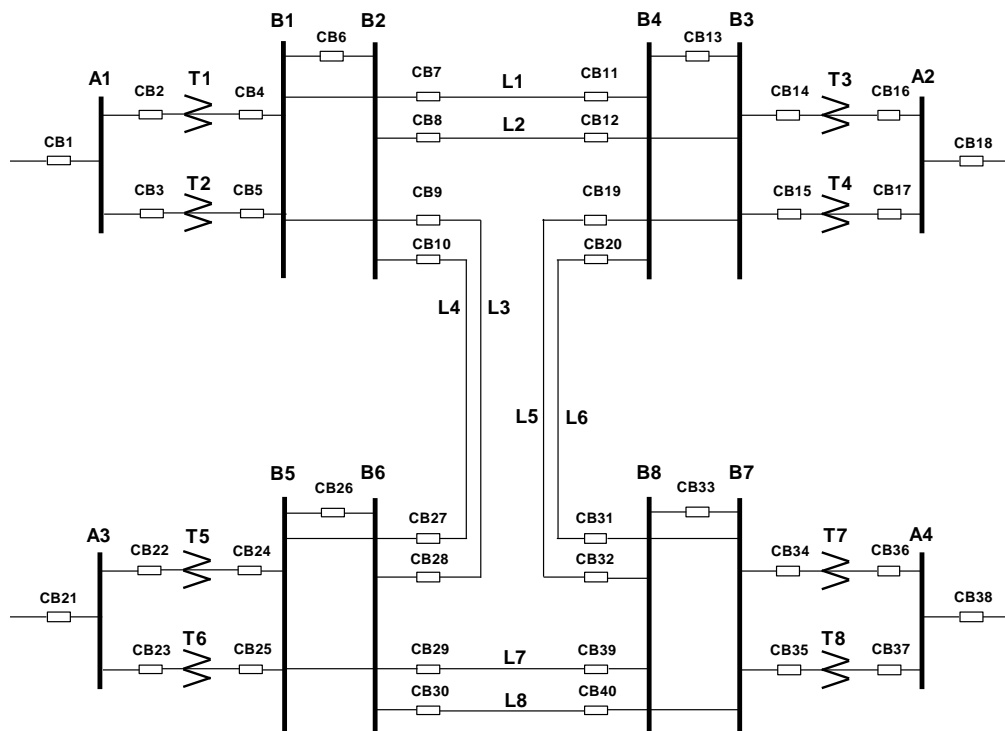 B1 B2 B4 B3
CB6 CB13
A1 CB2 T1 CB4 CB7 L1 CB11 CB14 T3 CB16 A2
CB8 L2 CB12
CB1 CB18
CB3 T2 CB5 CB9 CB19 CB15 T4 CB17
CB10 CB20
L4 L3
L5 L6
B5 B6 B8 B7
CB26 CB33
A3 CB22 T5 CB24 CB27 CB31 CB34 T7 CB36 A4
CB28 CB32
CB21 CB38
CB23 T6 CB25 CB29 L7 CB39 CB35 T8 CB37
CB30 L8 CB40